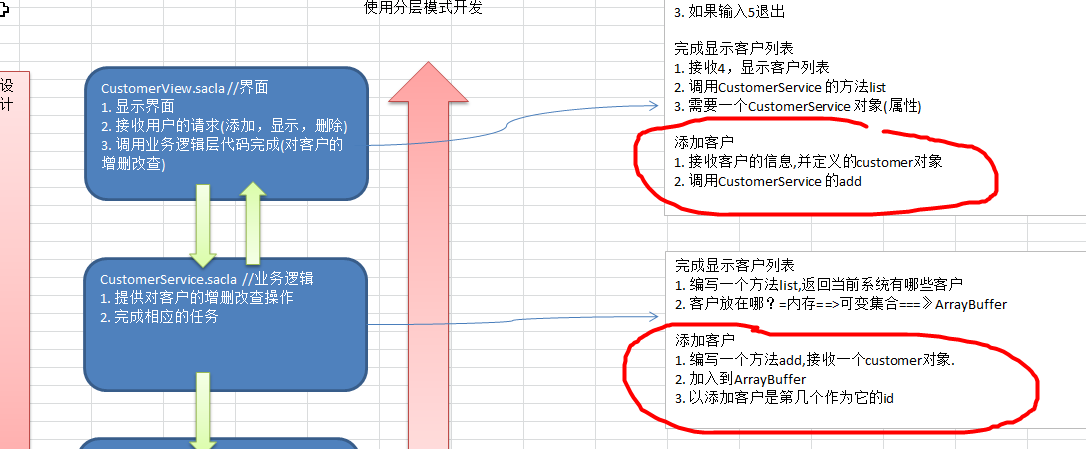 使用分层模式开发
设
计
CustomerView.sacla //界面
1. 显示界面
2. 接收用户的请求(添加，显示，删除)
3. 调用业务逻辑层代码完成(对客户的
增删改查)
CustomerService.sacla //业务逻辑
1. 提供对客户的增删改查操作
2. 完成相应的任务
3. 如果输入5退出
完成显示客户列表
1. 接收4，显示客户列表
2. 调用CustomerService 的方法list
3. 需要一个CustomerService 对象(属性)
添加客户
1. 接收客户的信息,并定义的customer对象
2. 调用CustomerService 的add
完成显示客户列表
1. 编写一个方法list,返回当前系统有哪些客户
2. 客户放在哪？=内存==>可变集合===》ArrayBuffer
添加客户
1. 编写一个方法add,接收一个customer对象.
2. 加入到ArrayBuffer
3. 以添加客户是第几个作为它的id